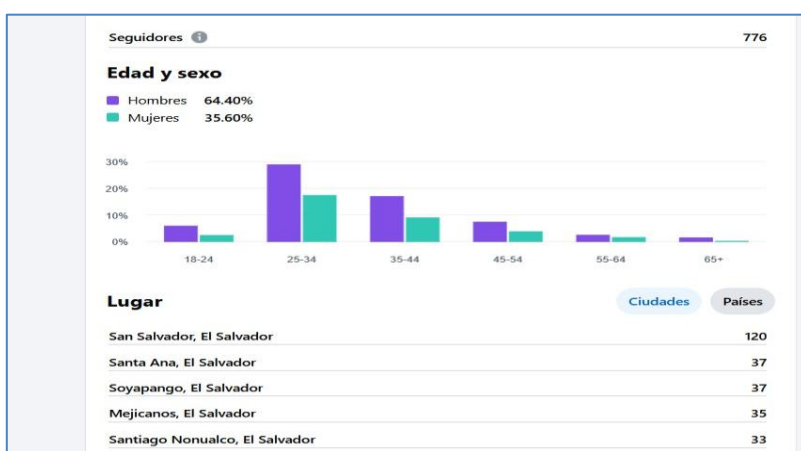 Seguidores 776
Edad y sexo
Hombres 64.40%
Mujeres 35.60%
30%
20%
10%
0%
18-24 25-34 35-44 45-54 55-64 65+
Lugar Ciudades Países
San Salvador, El Salvador 120
Santa Ana, El Salvador 37
Soyapango, El Salvador 37
Mejicanos, El Salvador 35
Santiago Nonualco, El Salvador 33